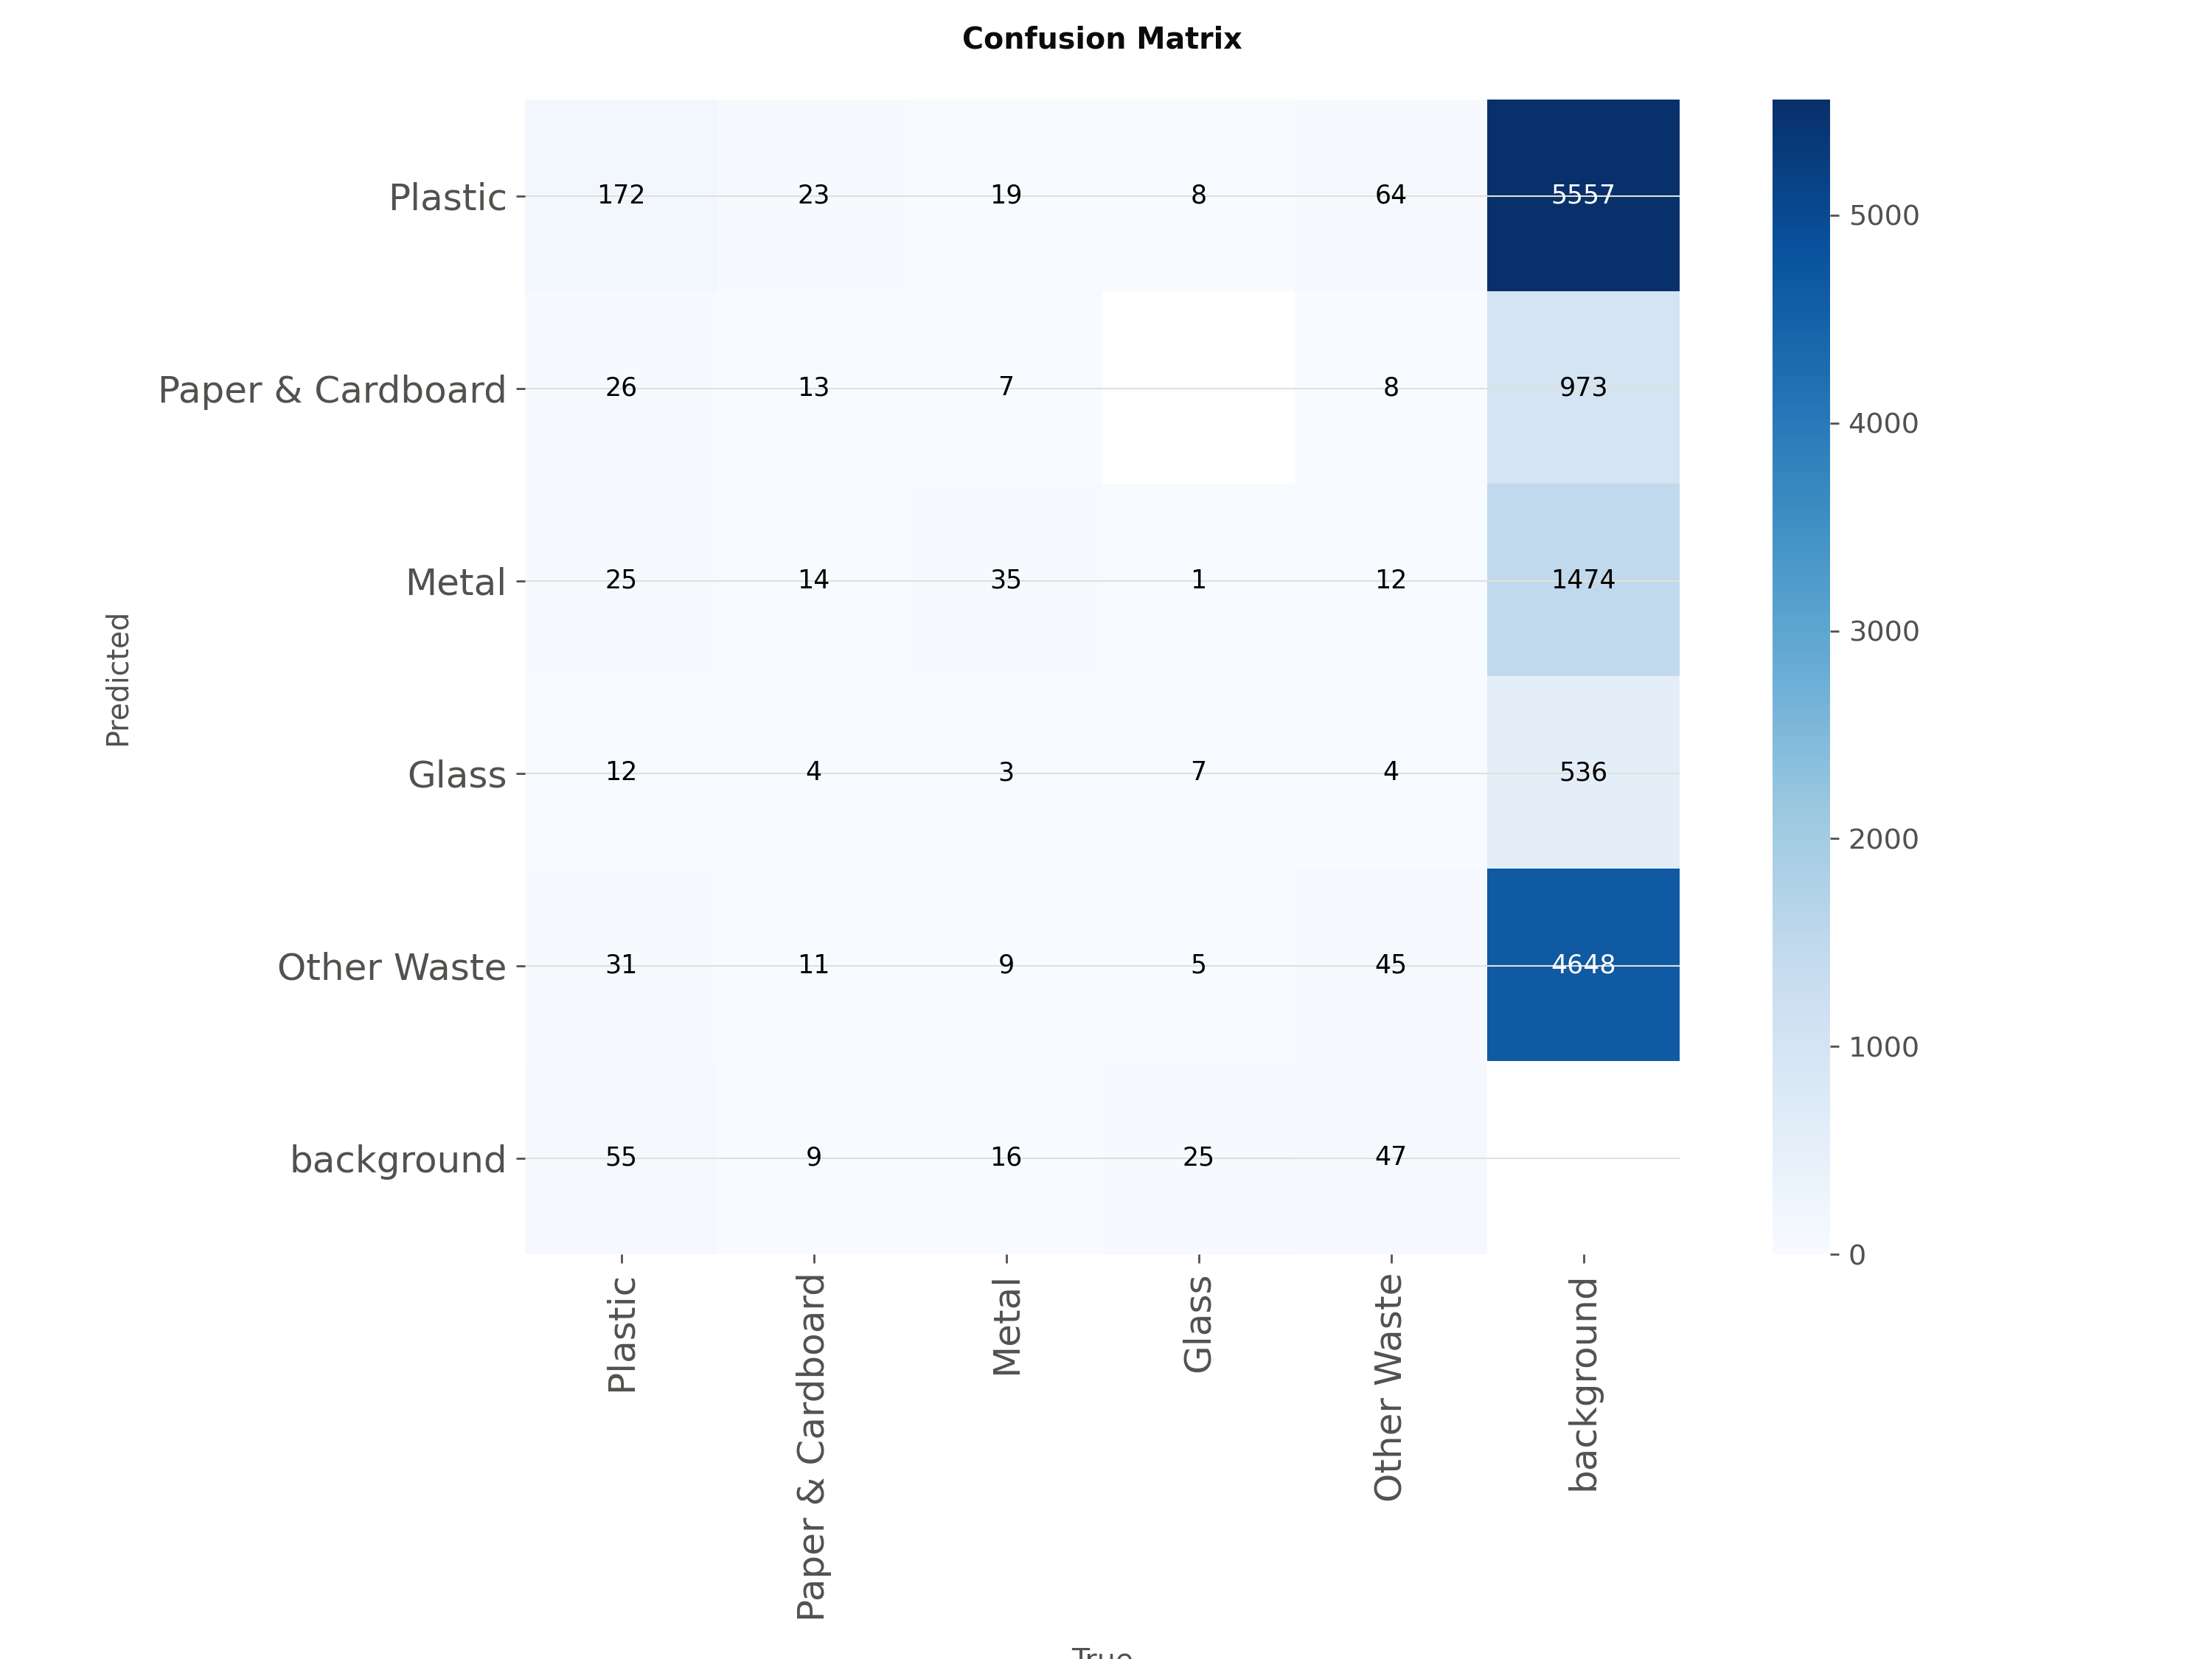 Confusion Matrix
Plastic 172 23 19 8 64 5557
Paper & Cardboard 26 13 7 8 973
Metal 25 14 35 1 12 1474
Glass 12 4 3 7 4 536
Other Waste 31 11 9 5 45 4648
background 55 9 16 25 47
Predicted
Plastic
Paper & Cardboard
Metal
Glass
Other Waste
background
True
5000
4000
3000
2000
1000
0